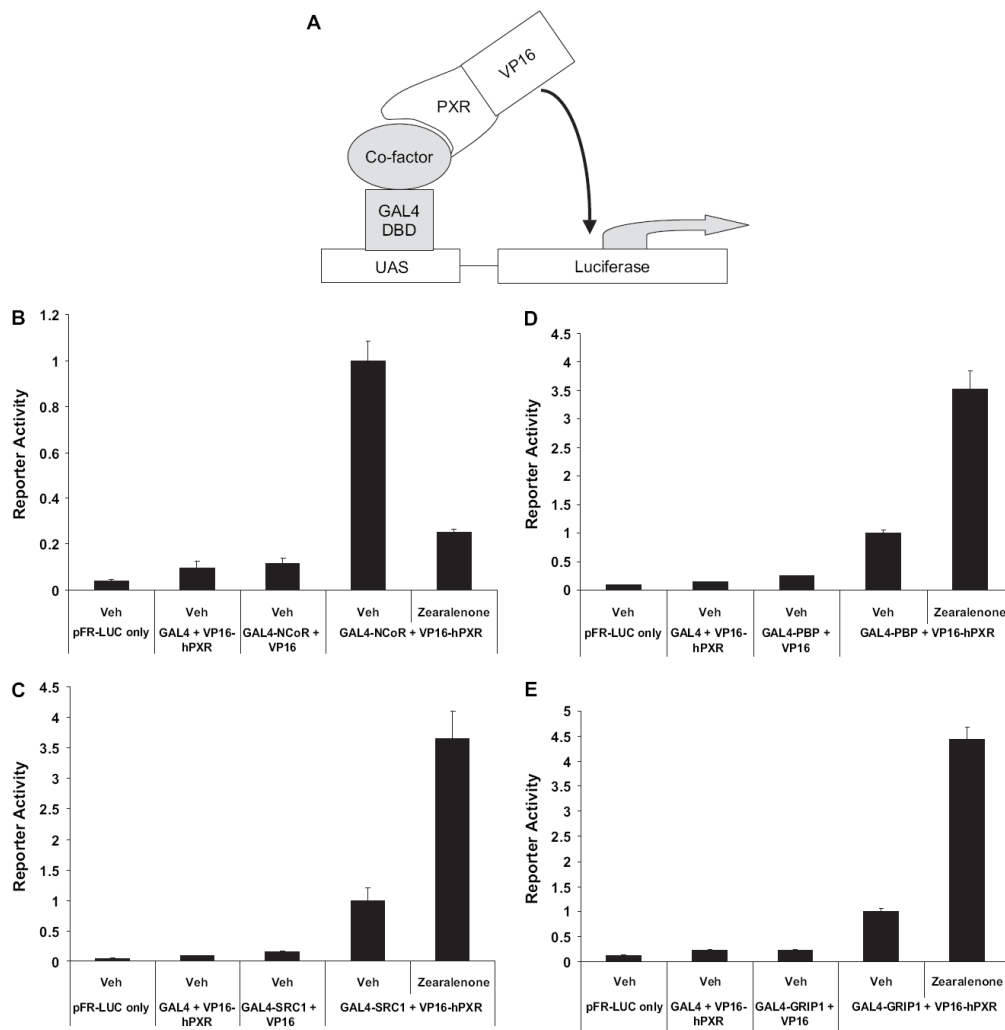 A
VP16
PXR
Co-factor
GAL4
DBD
UAS
Luciferase
B
Reporter Activity
1.2
1
0.8
0.6
0.4
0.2
0
Veh
Veh
Veh
Veh
Zearalenone
pFR-LUC only
GAL4 + VP16-
hPXR
GAL4-NCoR +
VP16
GAL4-NCoR + VP16-hPXR
D
Reporter Activity
4.5
4
3.5
3
2.5
2
1.5
1
0.5
0
Veh
Veh
Veh
Veh
Zearalenone
pFR-LUC only
GAL4 + VP16-
hPXR
GAL4-PBP +
VP16
GAL4-PBP + VP16-hPXR
C
Reporter Activity
4.5
4
3.5
3
2.5
2
1.5
1
0.5
0
Veh
Veh
Veh
Veh
Zearalenone
pFR-LUC only
GAL4 + VP16-
hPXR
GAL4-SRC1 +
VP16
GAL4-SRC1 + VP16-hPXR
E
Reporter Activity
5
4.5
4
3.5
3
2.5
2
1.5
1
0.5
0
Veh
Veh
Veh
Veh
Zearalenone
pFR-LUC only
GAL4 + VP16-
hPXR
GAL4-GRIP1 +
VP16
GAL4-GRIP1 + VP16-hPXR